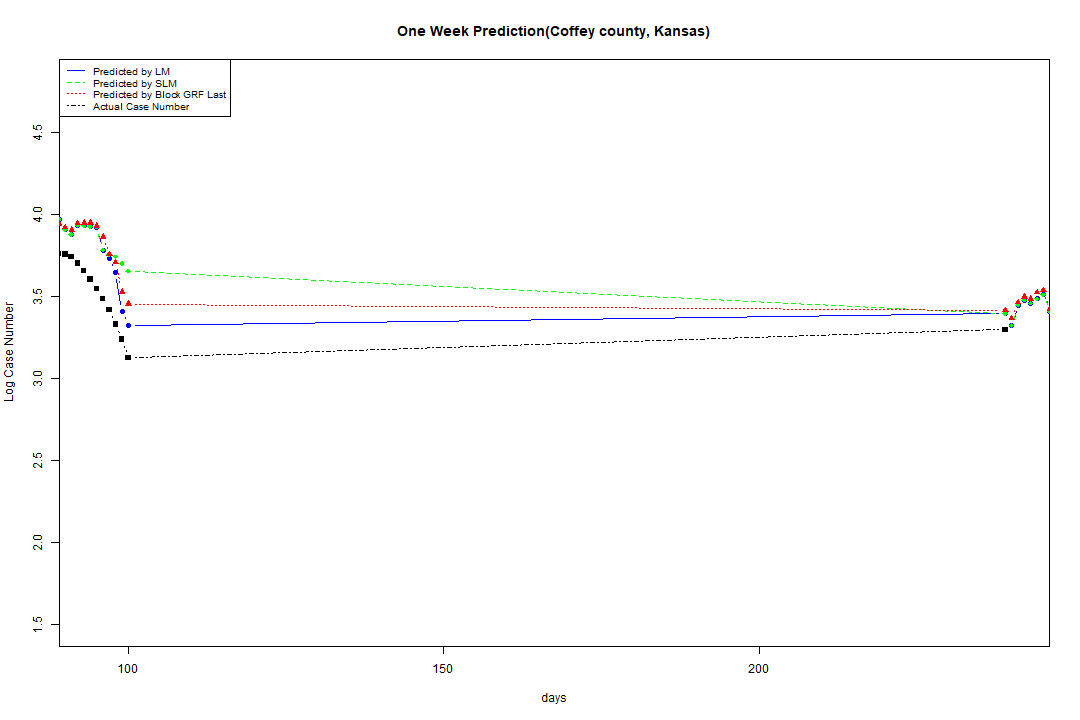 One Week Prediction(Coffey county, Kansas)
Predicted by LM
Predicted by SLM
Predicted by Block GRF Last
Actual Case Number
Log Case Number
4.5
4.0
3.5
3.0
2.5
2.0
1.5
100 150 200
days